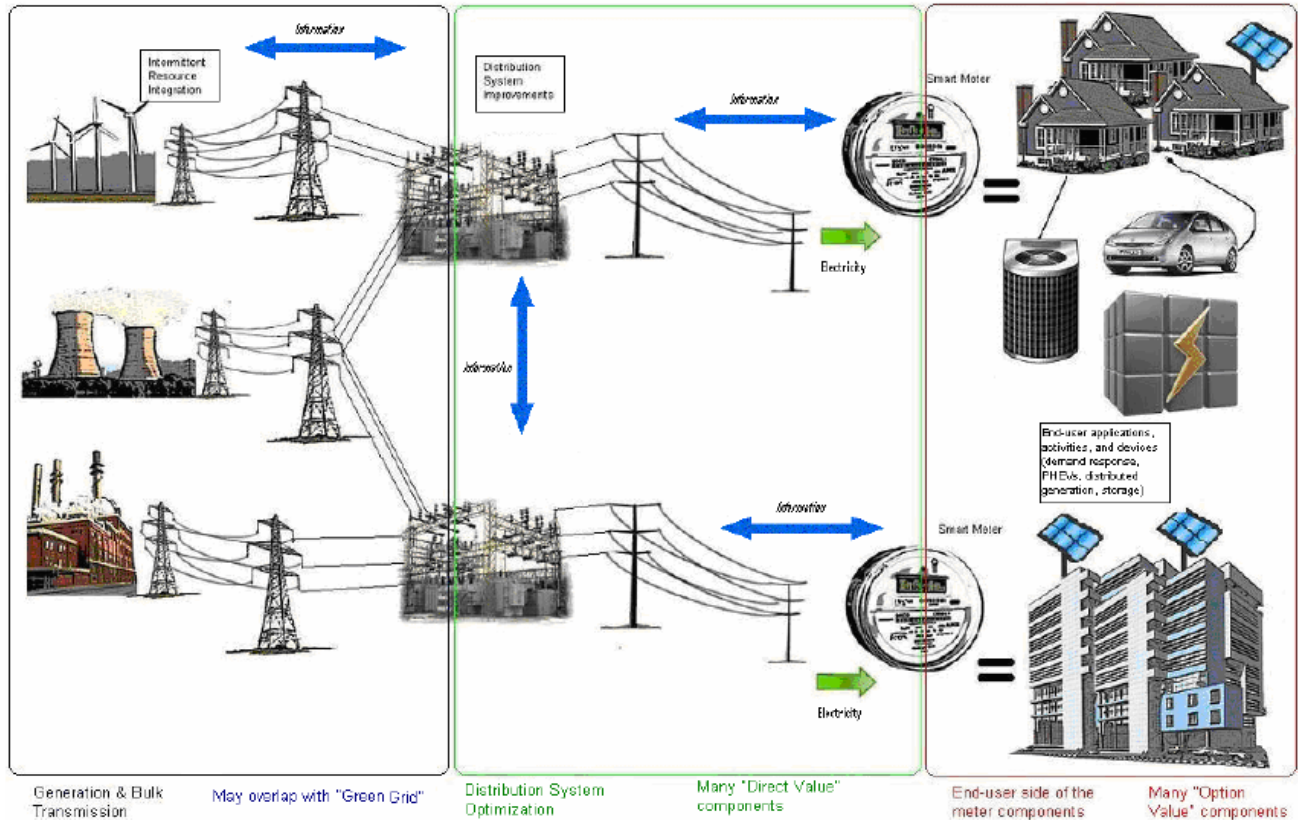 Information
Intermittent
Resource
Integration
Distribution
System
Improvements
Information
Smart Meter
Electricity
Information
End-user applications,
activities, and devices
(demand response,
PHEVs, distributed
generation, storage)
Information
Smart Meter
Electricity
Generation & Bulk
Transmission
May overlap with "Green Grid"
Distribution System
Optimization
Many "Direct Value"
components
End-user side of the
meter components
Many "Option
Value" components